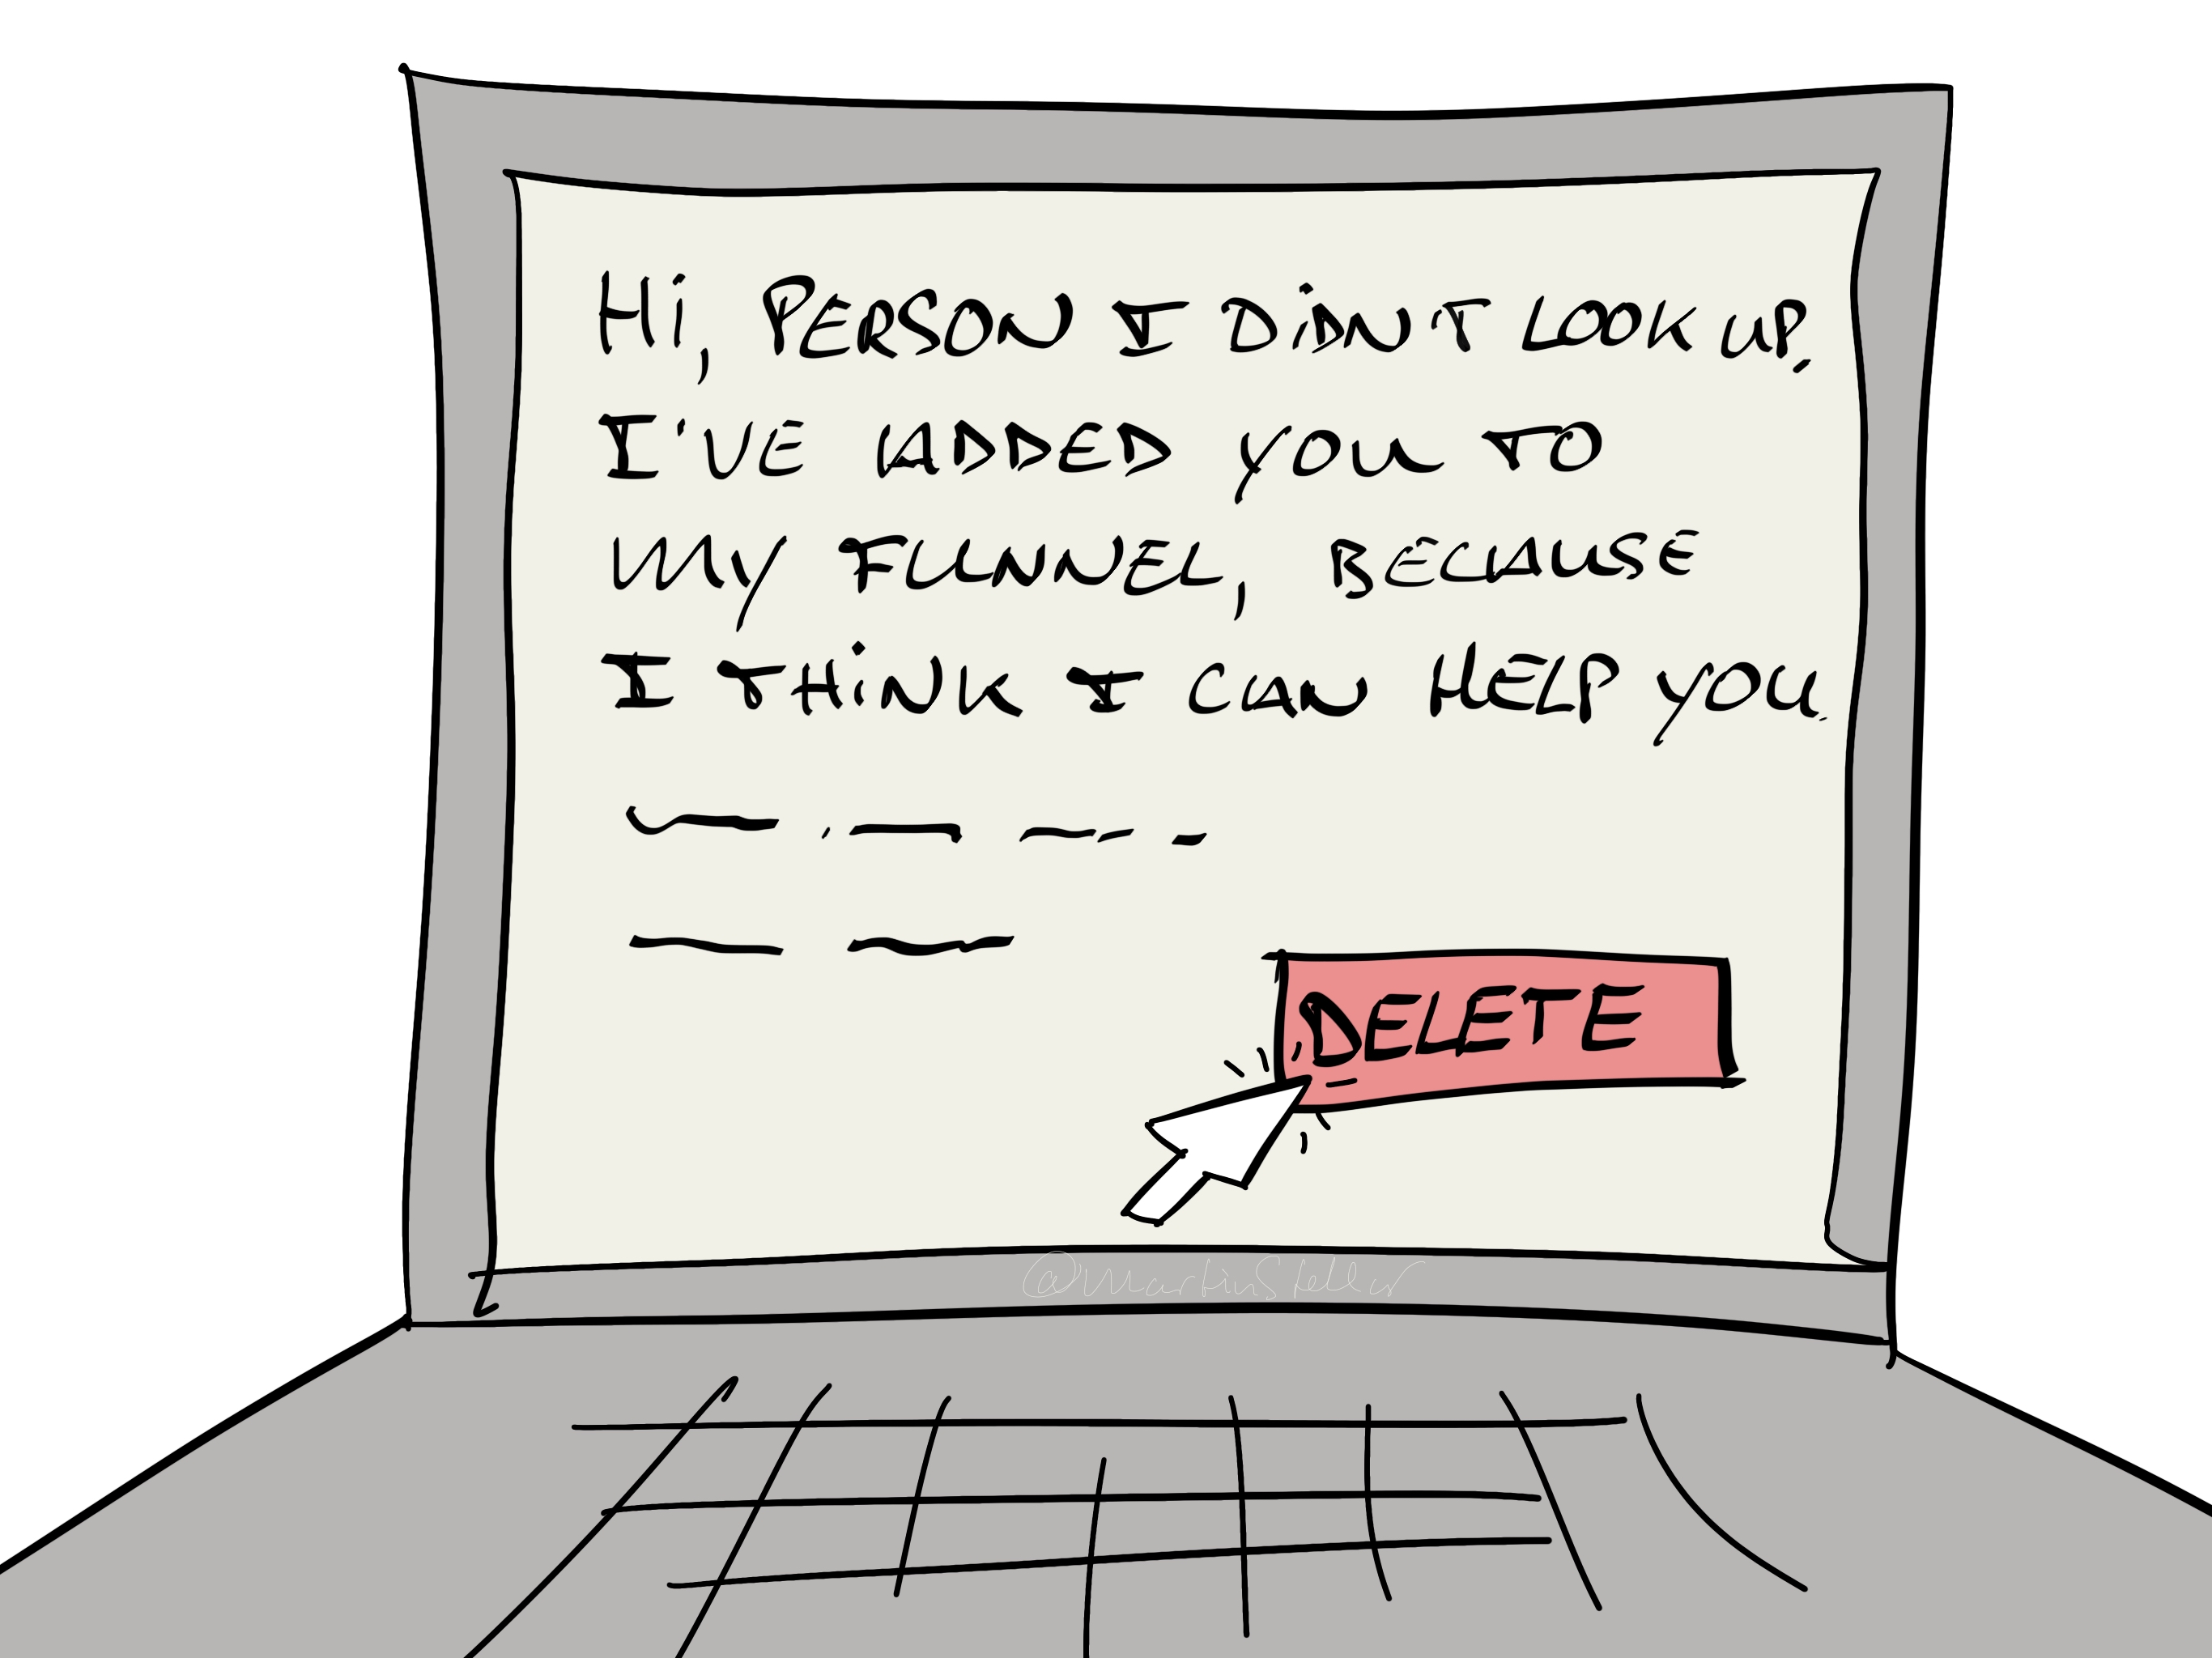 Hi, PERSON I DiDN'T LOOK UP.
I'VE ADDED YOU TO
MY FUNNEL, BECAUSE
I THiNK I CAN HELP YOU.
DELETE
@martinstellar